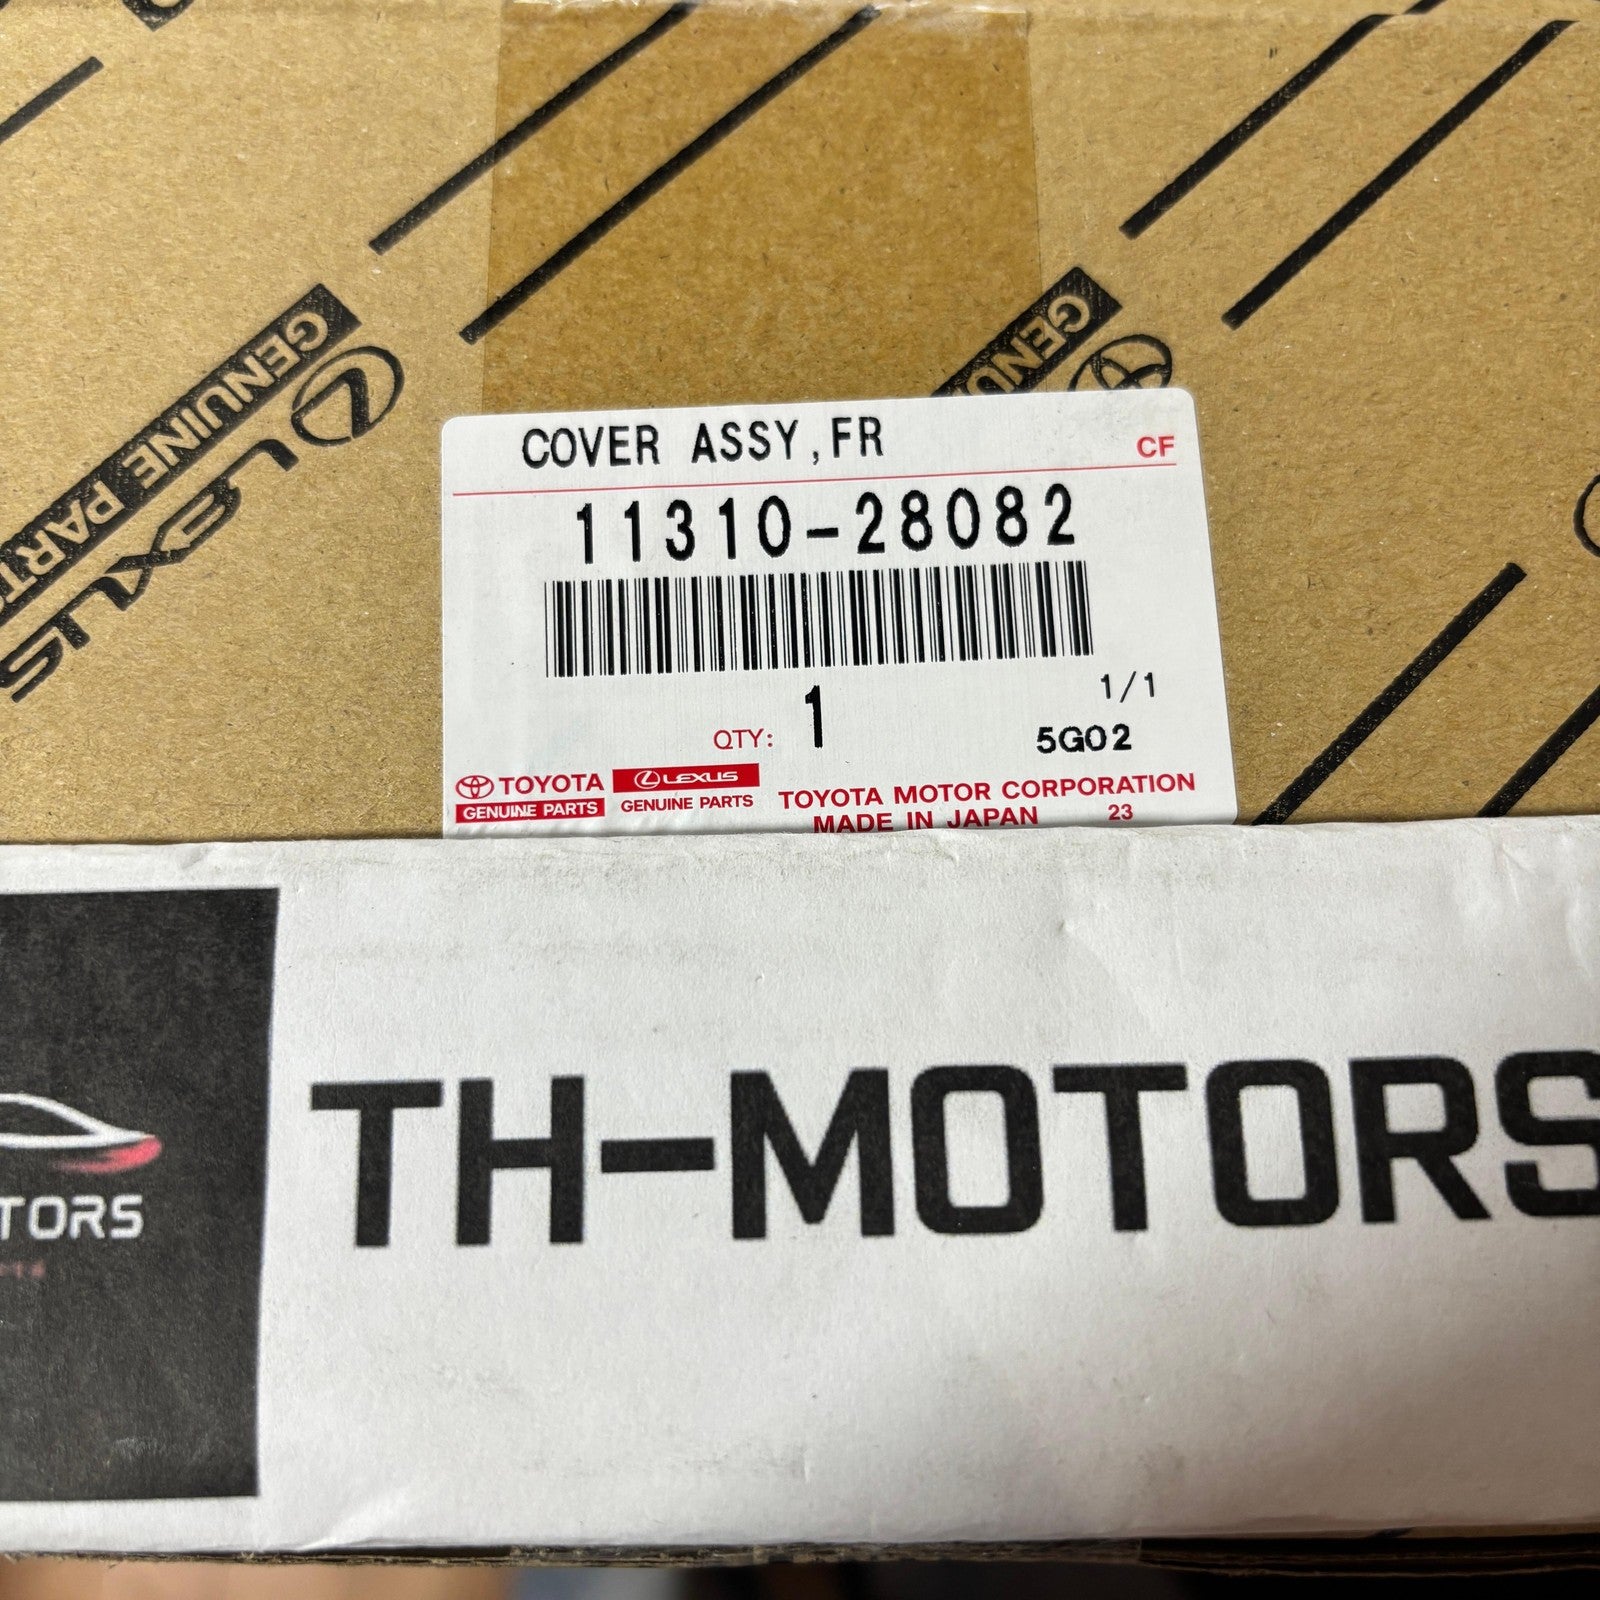 LEXUS
GENUINE PARTS
COVER ASSY,FR
CF
11310-28082
1/1
QTY: 1
5G02
TOYOTA
GENUINE PARTS
LEXUS
GENUINE PARTS
TOYOTA MOTOR CORPORATION
MADE IN JAPAN 23
TH-MOTORS
TORS